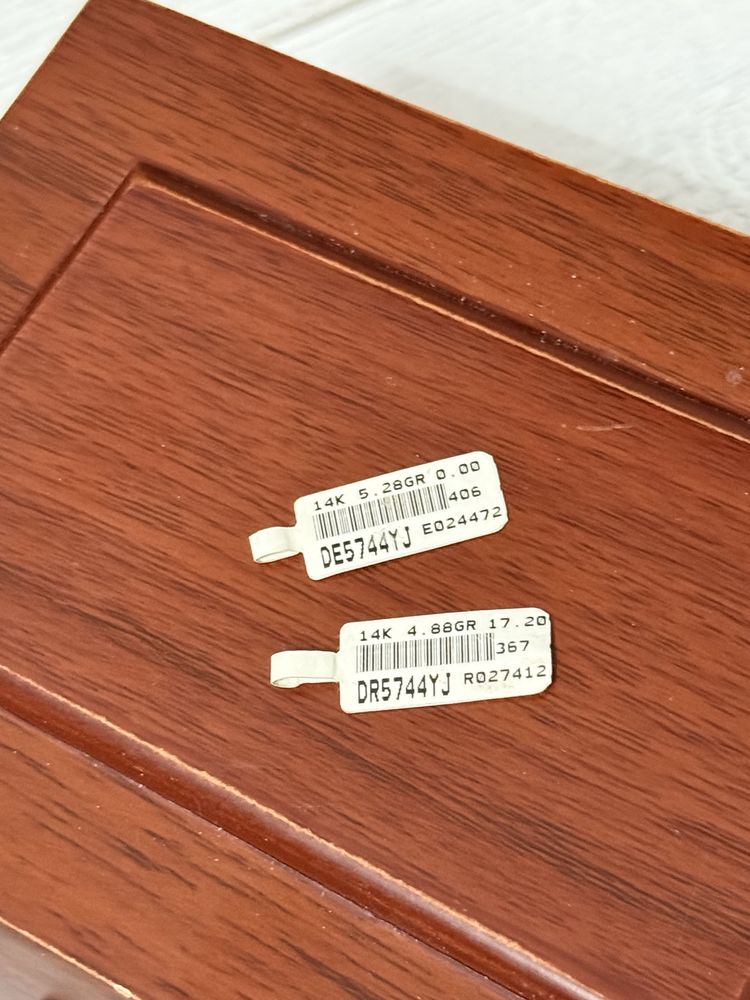 14K 5.28GR 0.00
406
DE5744YJ E024472
14K 4.88GR 17.20
367
DR5744YJ R027412